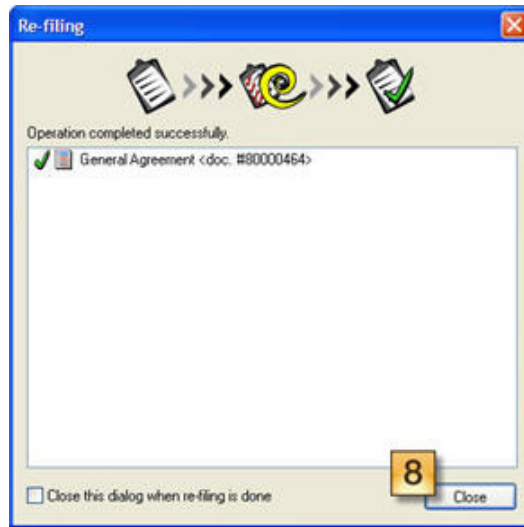 Re-filing
Operation completed successfully.
General Agreement <doc. #80000464>
8
Close this dialog when re-filing is done
Close